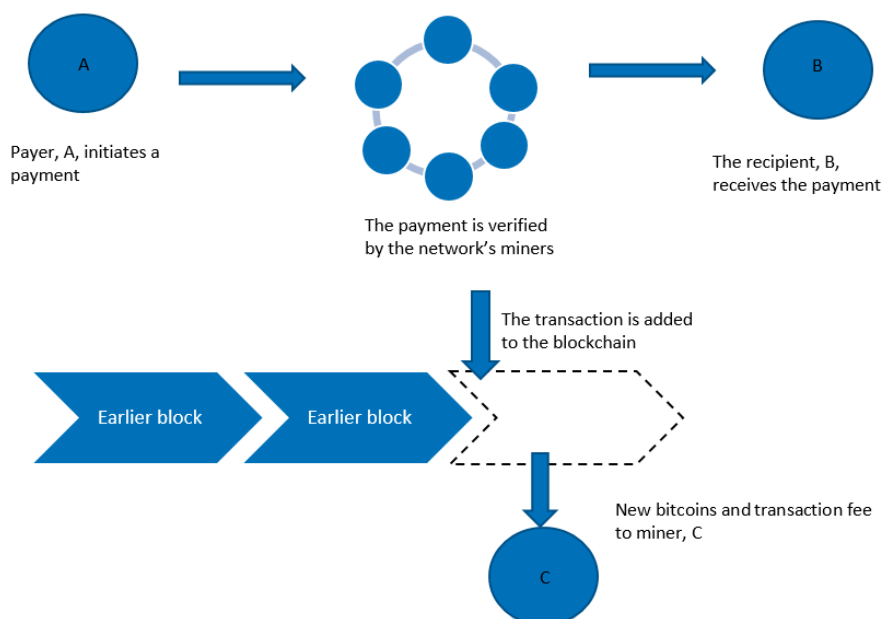 A
B
Payer, A, initiates a
payment
The recipient, B,
receives the payment
The payment is verified
by the network's miners
The transaction is added
to the blockchain
Earlier block
Earlier block
New bitcoins and transaction fee
to miner, C
C